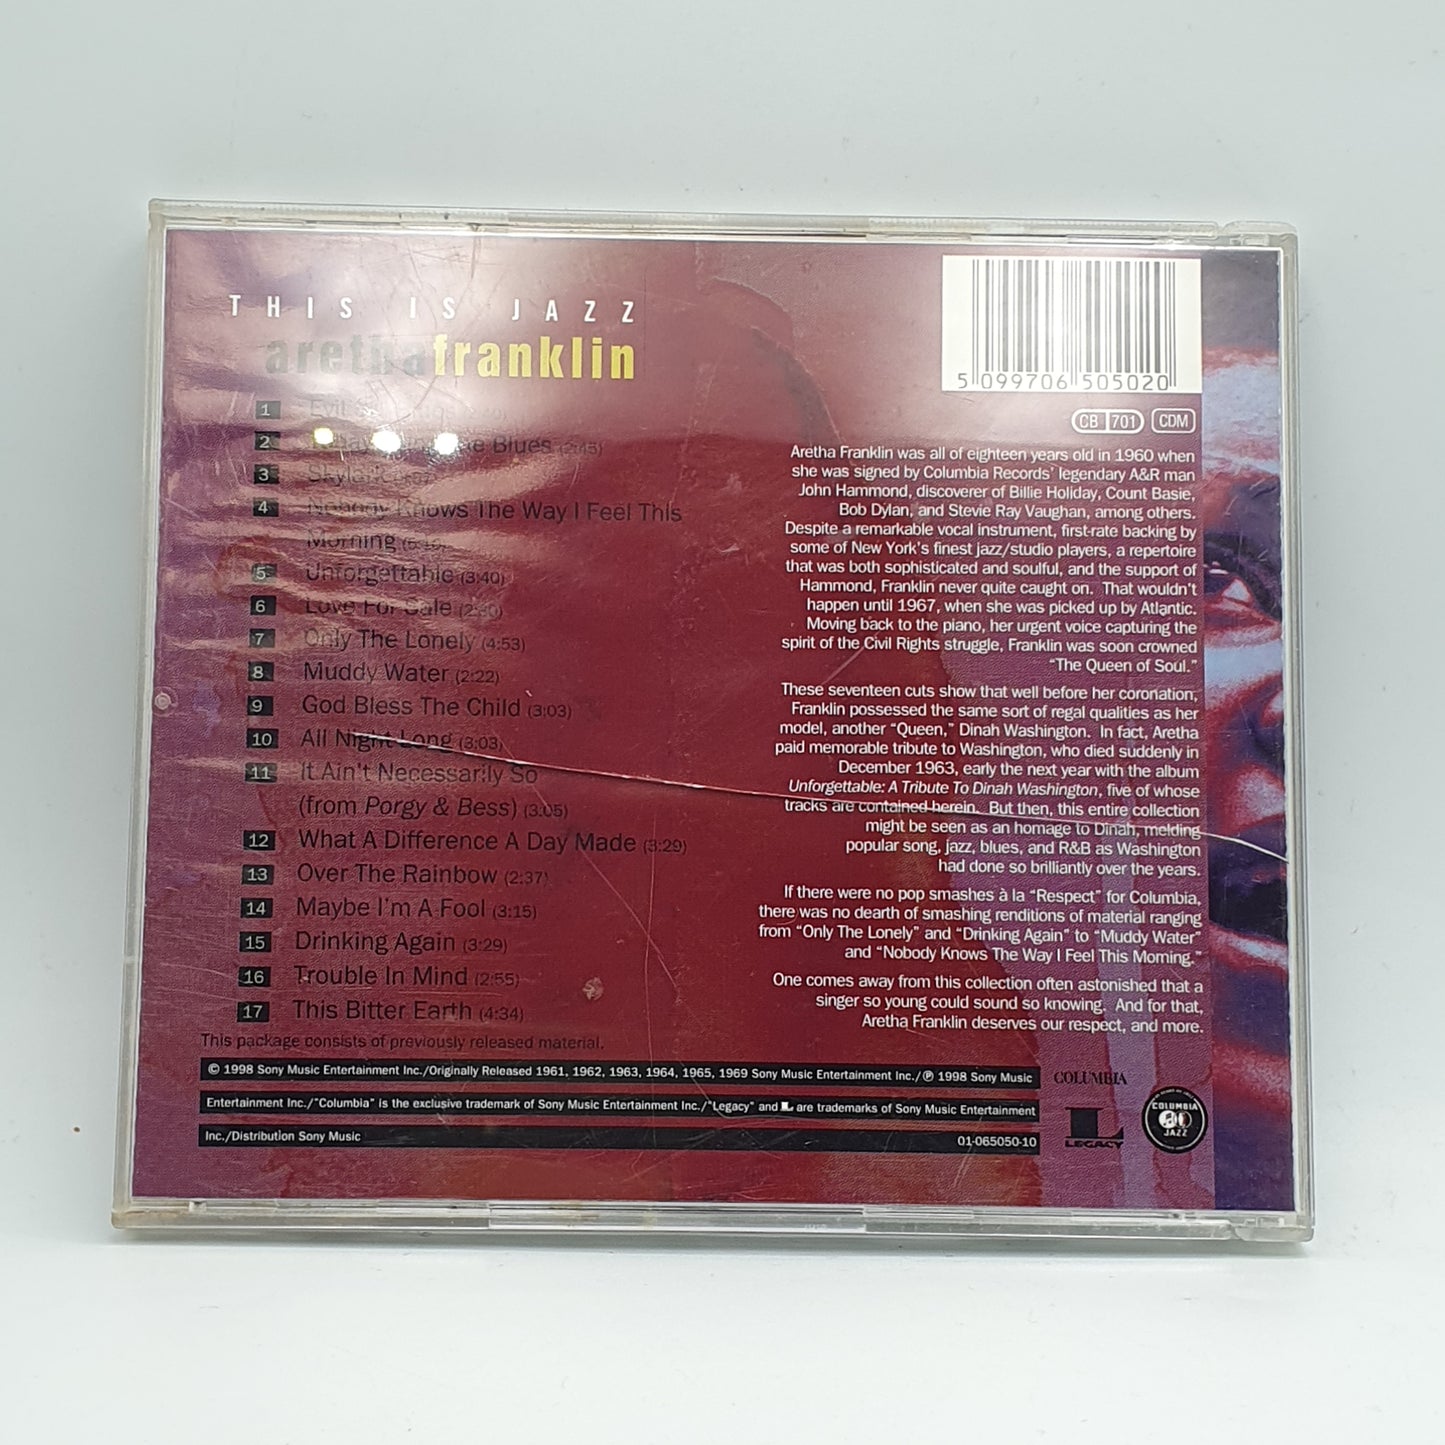 THIS IS JAZZ
arethafranklin
1 Evil
2 The Blues (2:45)
3
4 Nobody Knows The Way I Feel This
Morning (5:10)
5 Unforgettable (3:40)
6 Love For Sale
7 Only The Lonely (4:53)
8 Muddy Water (2:22)
9 God Bless The Child (3:03)
10 All Night Long (3:03)
11 It Ain't Necessarily So
(from Porgy & Bess) (3:05)
12 What A Difference A Day Made (3:29)
13 Over The Rainbow (2:37)
14 Maybe I'm A Fool (3:15)
15 Drinking Again (3:29)
16 Trouble In Mind (2:55)
17 This Bitter Earth (4:34)
This package consists of previously released material.
5 099706 505020
CB 701 CDM
Aretha Franklin was all of eighteen years old in 1960 when
she was signed by Columbia Records' legendary A&R man
John Hammond, discoverer of Billie Holiday, Count Basie,
Bob Dylan, and Stevie Ray Vaughan, among others.
Despite a remarkable vocal instrument, first-rate backing by
some of New York's finest jazz/studio players, a repertoire
that was both sophisticated and soulful, and the support of
Hammond, Franklin never quite caught on. That wouldn't
happen until 1967, when she was picked up by Atlantic.
Moving back to the piano, her urgent voice capturing the
spirit of the Civil Rights struggle, Franklin was soon crowned
"The Queen of Soul."
These seventeen cuts show that well before her coronation,
Franklin possessed the same sort of regal qualities as her
model, another "Queen," Dinah Washington. In fact, Aretha
paid memorable tribute to Washington, who died suddenly in
December 1963, early the next year with the album
Unforgettable: A Tribute To Dinah Washington, five of whose
tracks are contained herein. But then, this entire collection
might be seen as an homage to Dinah, melding
popular song, jazz, blues, and R&B as Washington
had done so brilliantly over the years.
If there were no pop smashes à la "Respect" for Columbia,
there was no dearth of smashing renditions of material ranging
from "Only The Lonely" and "Drinking Again" to "Muddy Water"
and "Nobody Knows The Way I Feel This Morning."
One comes away from this collection often astonished that a
singer so young could sound so knowing. And for that,
Aretha Franklin deserves our respect, and more.
© 1998 Sony Music Entertainment Inc./Originally Released 1961, 1962, 1963, 1964, 1965, 1969 Sony Music Entertainment Inc./℗ 1998 Sony Music
Entertainment Inc./"Columbia" is the exclusive trademark of Sony Music Entertainment Inc./"Legacy" and L are trademarks of Sony Music Entertainment
Inc./Distribution Sony Music 01-065050-10
COLUMBIA
L
LEGACY
COLUMBIA
JAZZ